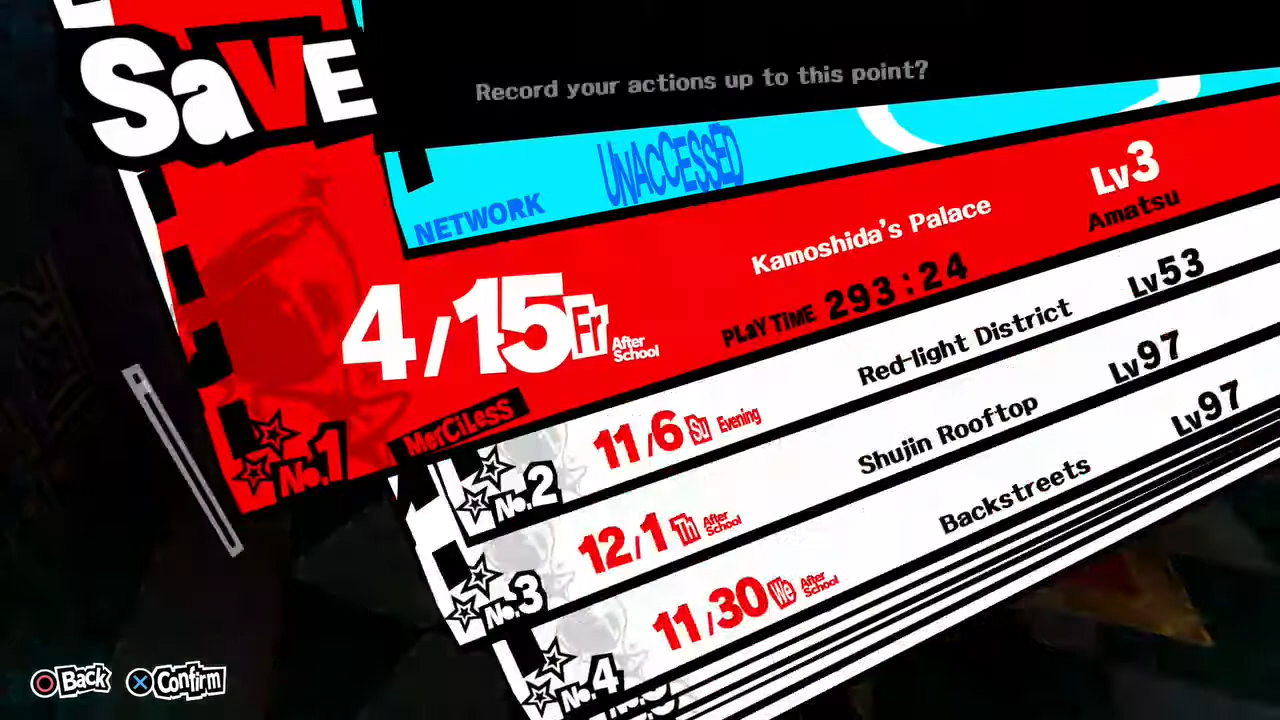 SaVE
Record your actions up to this point?
NETWORK UNACCESSED
Kamoshida's Palace Lv3
Amatsu
4/15 Fr After School
PLaY TiME 293:24
MerCiLess
No.1
11/6 Su Evening Red-light District Lv53
No.2
12/1 Th After School Shujin Rooftop Lv97
No.3
11/30 We After School Backstreets Lv97
No.4
Back Confirm